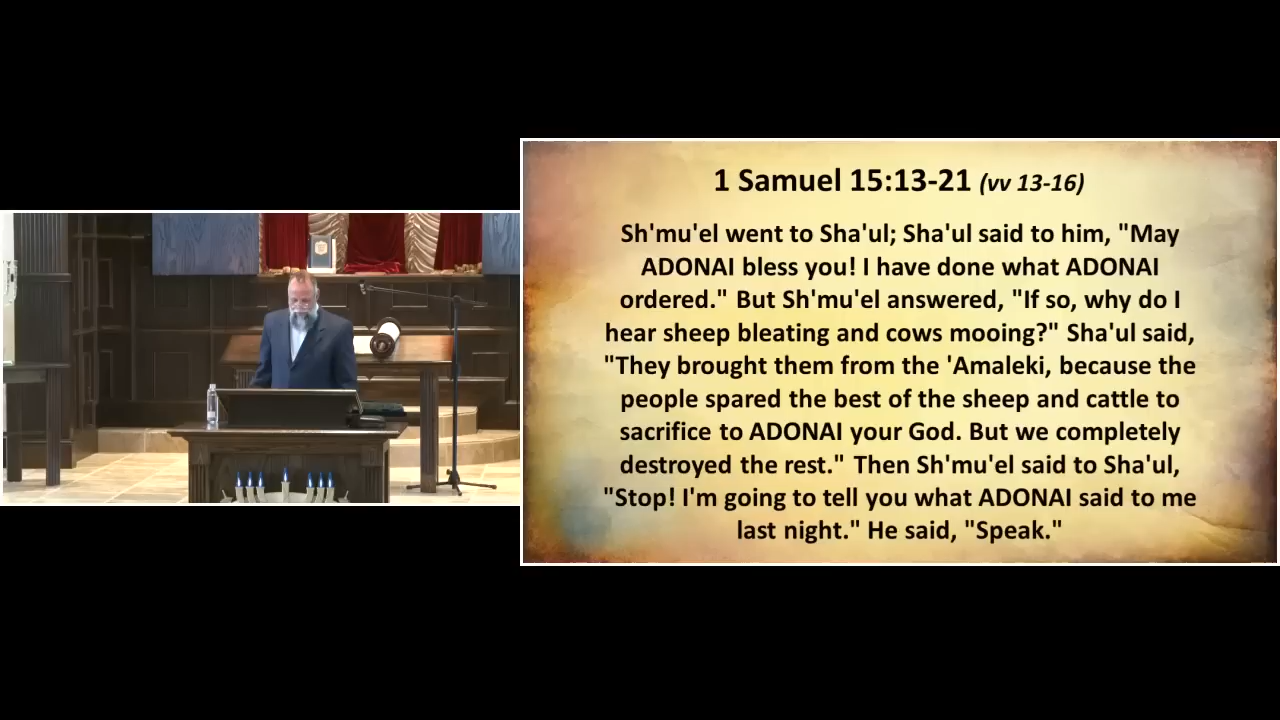 1 Samuel 15:13-21 (vv 13-16)
Sh'mu'el went to Sha'ul; Sha'ul said to him, "May
ADONAI bless you! I have done what ADONAI
ordered." But Sh'mu'el answered, "If so, why do I
hear sheep bleating and cows mooing?" Sha'ul said,
"They brought them from the 'Amaleki, because the
people spared the best of the sheep and cattle to
sacrifice to ADONAI your God. But we completely
destroyed the rest." Then Sh'mu'el said to Sha'ul,
"Stop! I'm going to tell you what ADONAI said to me
last night." He said, "Speak."